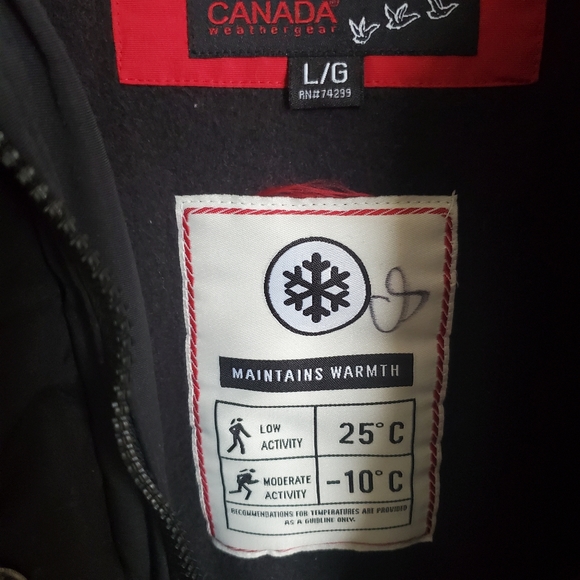 CANADA
weathergear
L/G
RN#74299
MAINTAINS WARMTH
LOW
ACTIVITY
25°C
MODERATE
ACTIVITY
-10°C
RECOMMENDATIONS FOR TEMPERATURES ARE PROVIDED
AS A GUIDLINE ONLY.